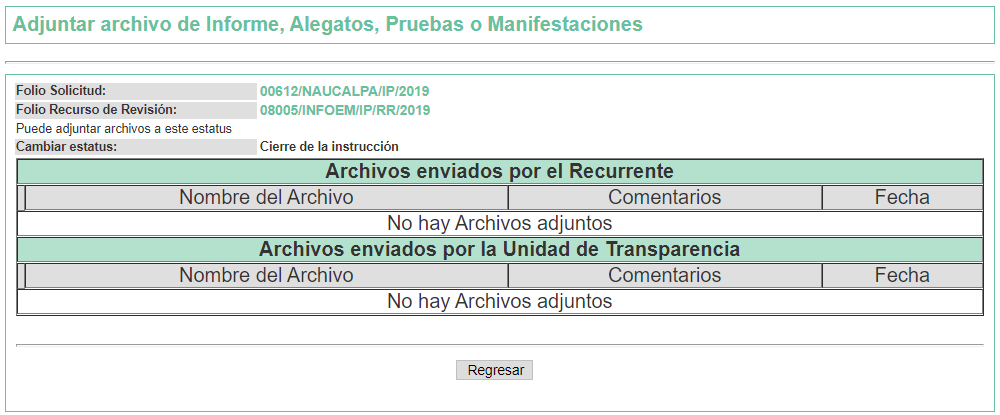 Adjuntar archivo de Informe, Alegatos, Pruebas o Manifestaciones
Folio Solicitud: 00612/NAUCALPA/IP/2019
Folio Recurso de Revisión: 08005/INFOEM/IP/RR/2019
Puede adjuntar archivos a este estatus
Cambiar estatus: Cierre de la instrucción
Archivos enviados por el Recurrente
Nombre del Archivo Comentarios Fecha
No hay Archivos adjuntos
Archivos enviados por la Unidad de Transparencia
Nombre del Archivo Comentarios Fecha
No hay Archivos adjuntos
Regresar